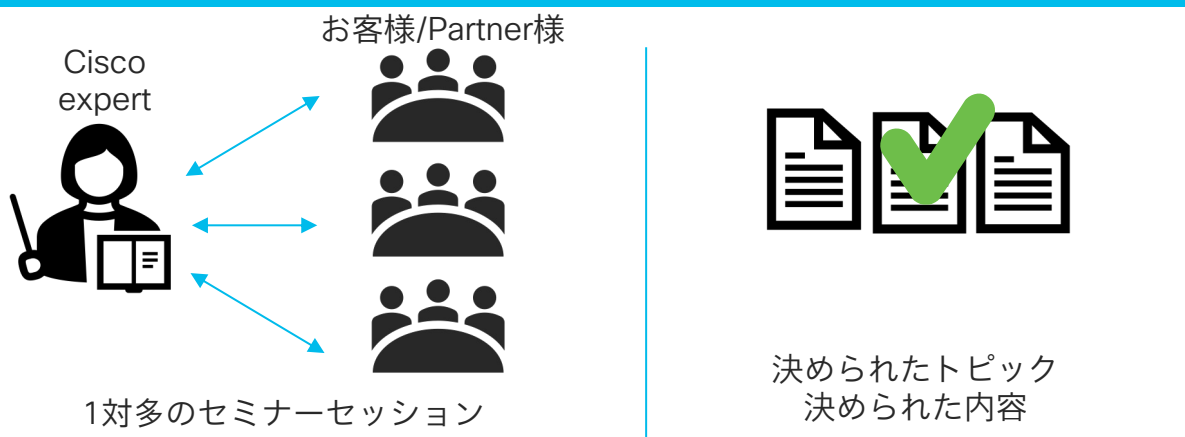 お客様/Partner様
Cisco
expert
1対多のセミナーセッション
決められたトピック
決められた内容